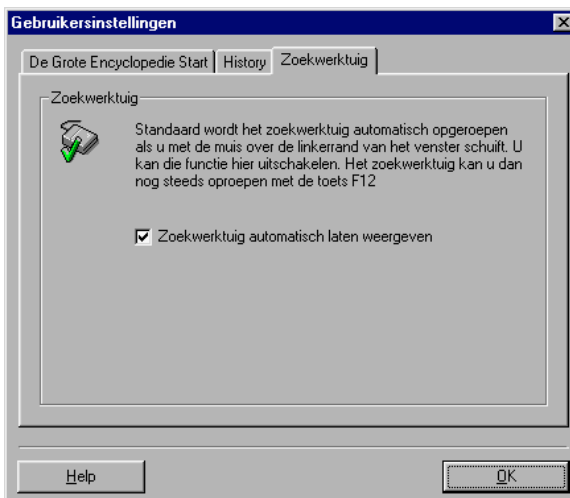 Gebruikersinstellingen
De Grote Encyclopedie Start History Zoekwerktuig
Zoekwerktuig
Standaard wordt het zoekwerktuig automatisch opgeroepen
als u met de muis over de linkerrand van het venster schuift. U
kan die functie hier uitschakelen. Het zoekwerktuig kan u dan
nog steeds oproepen met de toets F12
Zoekwerktuig automatisch laten weergeven
Help OK